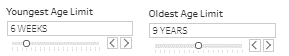 Youngest Age Limit
6 WEEKS
Oldest Age Limit
9 YEARS